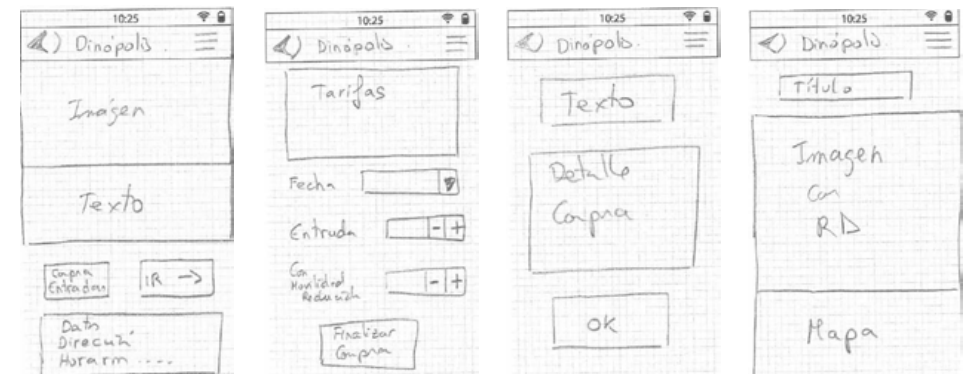 10:25
Dinópolis
Imágen
Texto
Compra
Entradas
IR →
Datos
Dirección
Horario ....
10:25
Dinópolis
Tarifas
Fecha
Entrada
- +
Con
Movilidad
Reducida
- +
Finalizar
Compra
10:25
Dinópolis
Texto
Detalle
Compra
OK
10:25
Dinópolis
Título
Imagen
Con
RA
Mapa